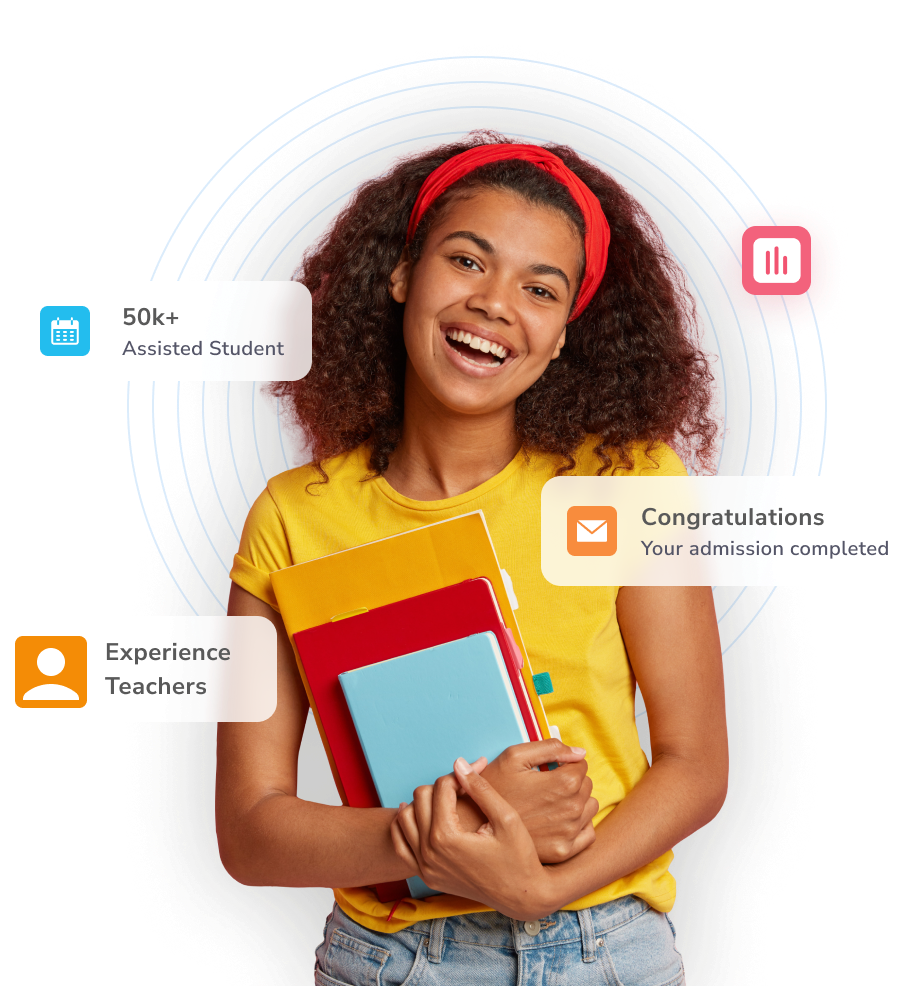 50k+
Assisted Student
Congratulations
Your admission completed
Experience
Teachers